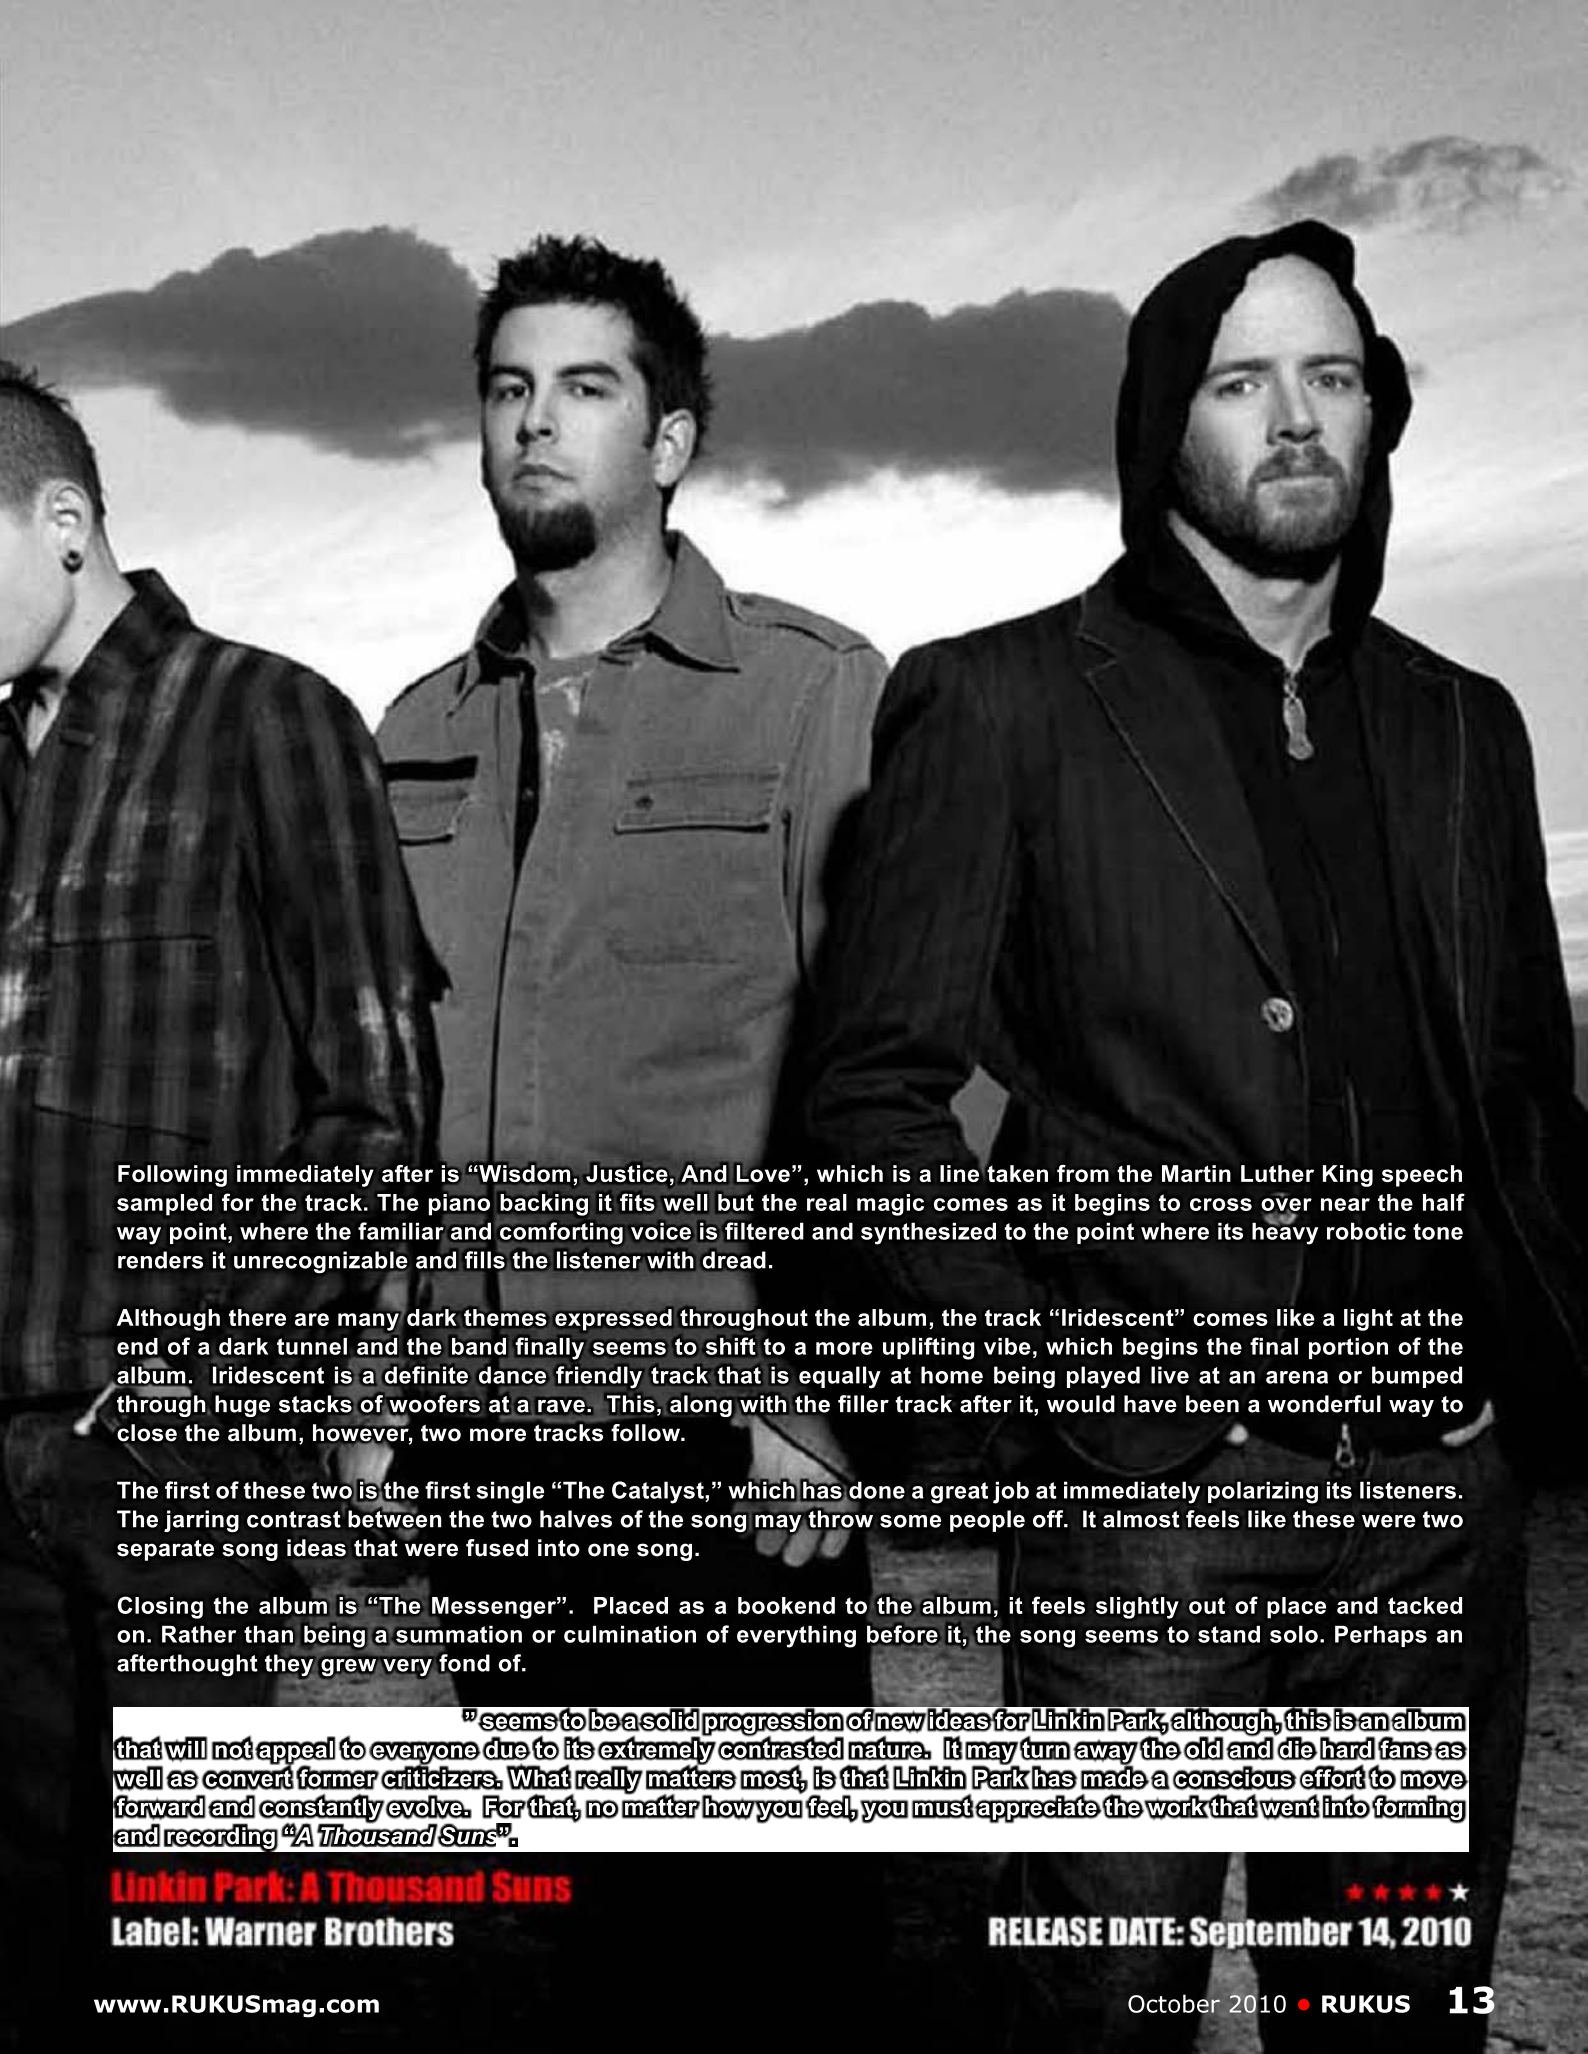 Following immediately after is “Wisdom, Justice, And Love”, which is a line taken from the Martin Luther King speech
sampled for the track. The piano backing it fits well but the real magic comes as it begins to cross over near the half
way point, where the familiar and comforting voice is filtered and synthesized to the point where its heavy robotic tone
renders it unrecognizable and fills the listener with dread.
Although there are many dark themes expressed throughout the album, the track “Iridescent” comes like a light at the
end of a dark tunnel and the band finally seems to shift to a more uplifting vibe, which begins the final portion of the
album.  Iridescent is a definite dance friendly track that is equally at home being played live at an arena or bumped
through huge stacks of woofers at a rave.  This, along with the filler track after it, would have been a wonderful way to
close the album, however, two more tracks follow.
The first of these two is the first single “The Catalyst,” which has done a great job at immediately polarizing its listeners.
The jarring contrast between the two halves of the song may throw some people off.  It almost feels like these were two
separate song ideas that were fused into one song.
Closing the album is “The Messenger”.  Placed as a bookend to the album, it feels slightly out of place and tacked
on. Rather than being a summation or culmination of everything before it, the song seems to stand solo. Perhaps an
afterthought they grew very fond of.
” seems to be a solid progression of new ideas for Linkin Park, although, this is an album
that will not appeal to everyone due to its extremely contrasted nature.  It may turn away the old and die hard fans as
well as convert former criticizers. What really matters most, is that Linkin Park has made a conscious effort to move
forward and constantly evolve.  For that, no matter how you feel, you must appreciate the work that went into forming
and recording “A Thousand Suns”.
Linkin Park: A Thousand Suns
Label: Warner Brothers
RELEASE DATE: September 14, 2010
www.RUKUSmag.com
October 2010 • RUKUS 13